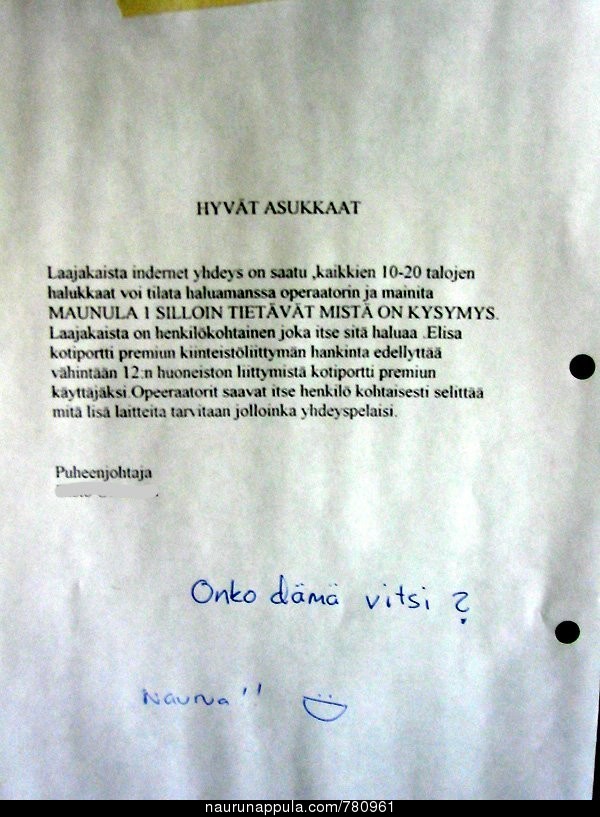 HYVÄT ASUKKAAT
Laajakaista indernet yhdeys on saatu ,kaikkien 10-20 talojen
halukkaat voi tilata haluamanssa operaatorin ja mainita
MAUNULA 1 SILLOIN TIETÄVÄT MISTÄ ON KYSYMYS.
Laajakaista on henkilökohtainen joka itse sitä haluaa .Elisa
kotiportti premiun kiinteistöliittymän hankinta edellyttää
vähintään 12:n huoneiston liittymistä kotiportti premiun
käyttäjäksi.Opeeraatorit saavat itse henkilö kohtaisesti selittää
mitä lisä laitteita tarvitaan jolloinka yhdeyspelaisi.
Puheenjohtaja
Onko dämä vitsi ?
Naurua!!
naurunappula.com/780961